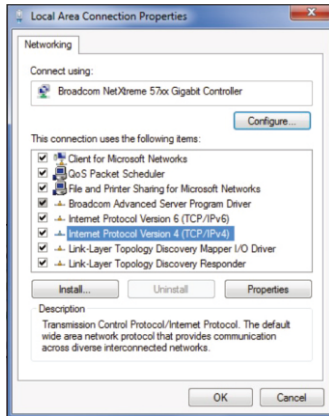 Local Area Connection Properties
Networking
Connect using:
Broadcom NetXtreme 57xx Gigabit Controller
Configure...
This connection uses the following items:
Client for Microsoft Networks
QoS Packet Scheduler
File and Printer Sharing for Microsoft Networks
Broadcom Advanced Server Program Driver
Internet Protocol Version 6 (TCP/IPv6)
Internet Protocol Version 4 (TCP/IPv4)
Link-Layer Topology Discovery Mapper I/O Driver
Link-Layer Topology Discovery Responder
Install... Uninstall Properties
Description
Transmission Control Protocol/Internet Protocol. The default
wide area network protocol that provides communication
across diverse interconnected networks.
OK Cancel